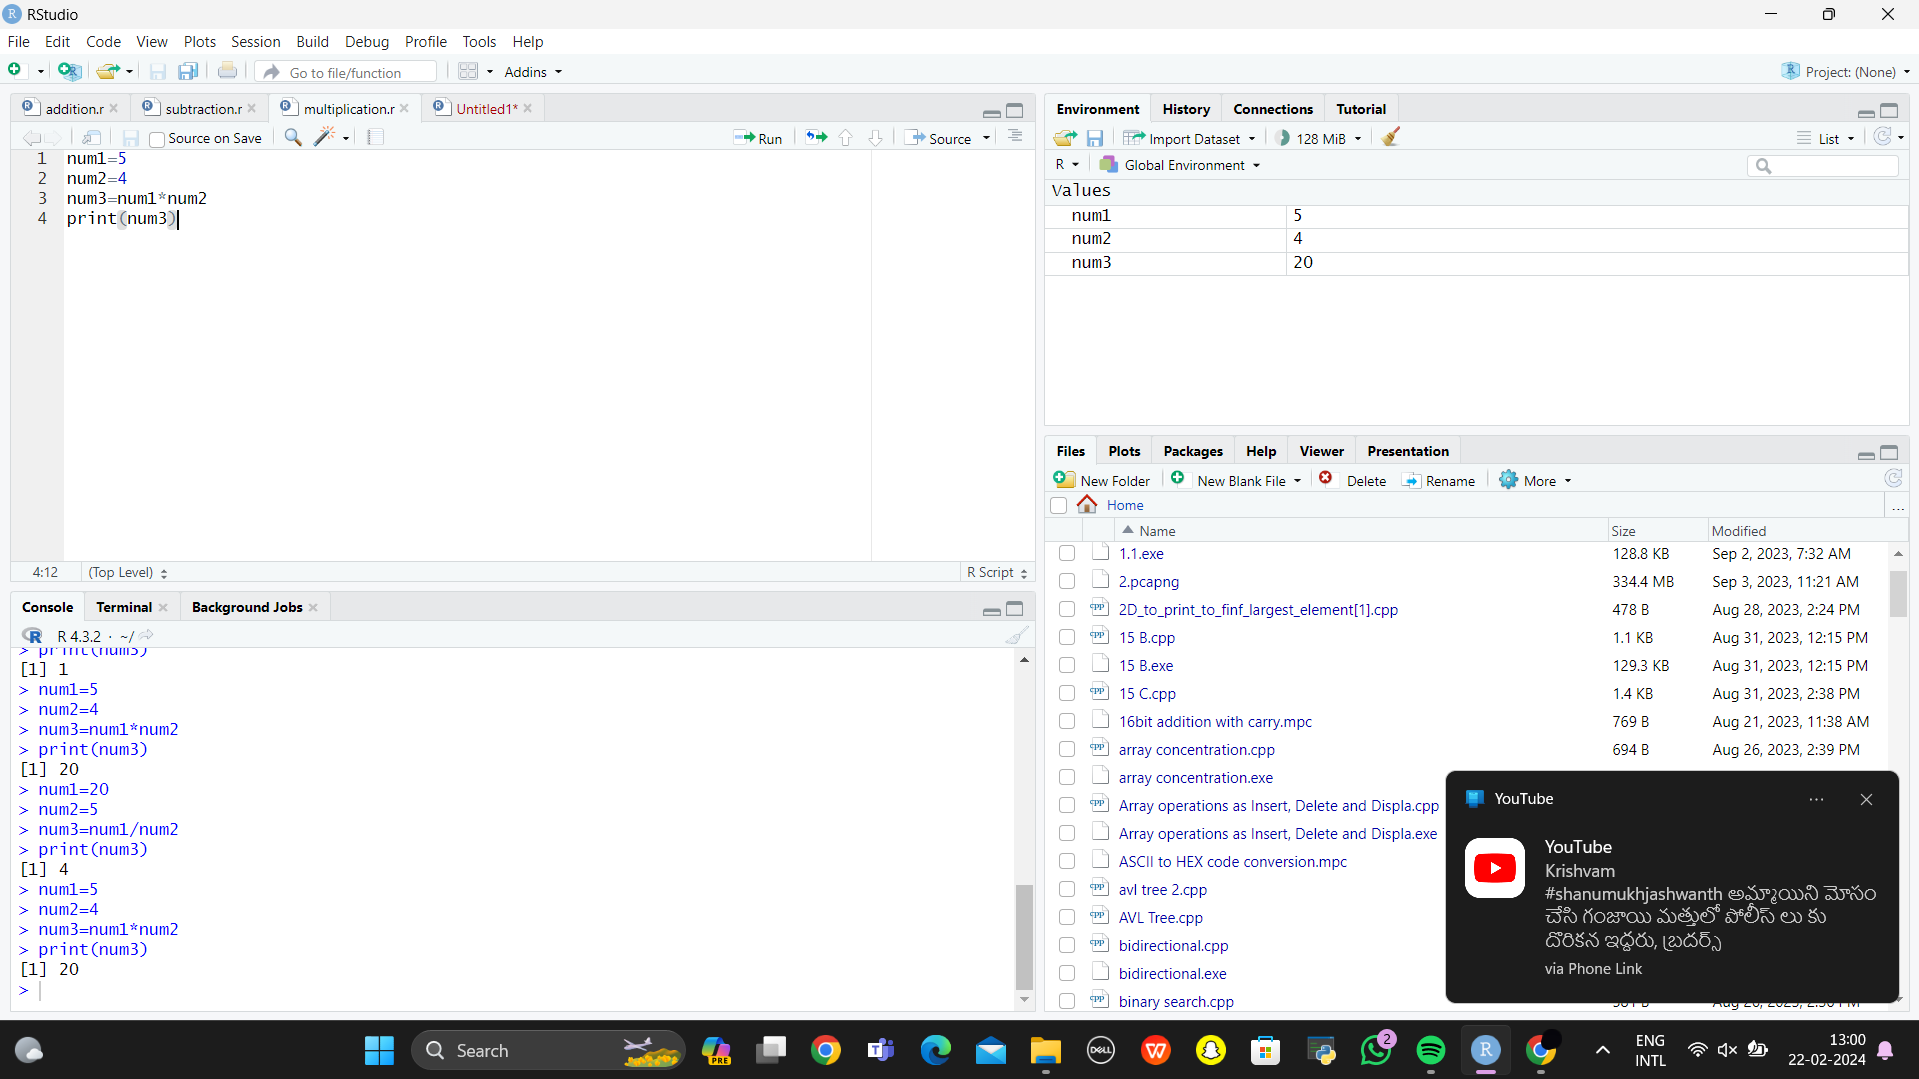 RStudio
File Edit Code View Plots Session Build Debug Profile Tools Help
Go to file/function Addins Project: (None)
addition.r subtraction.r multiplication.r Untitled1*
Source on Save Run Source
1 num1=5
2 num2=4
3 num3=num1*num2
4 print(num3)
4:12 (Top Level) R Script
Console Terminal Background Jobs
R 4.3.2 · ~/
> print(num3)
[1] 1
> num1=5
> num2=4
> num3=num1*num2
> print(num3)
[1] 20
> num1=20
> num2=5
> num3=num1/num2
> print(num3)
[1] 4
> num1=5
> num2=4
> num3=num1*num2
> print(num3)
[1] 20
>
Environment History Connections Tutorial
Import Dataset 128 MiB List
R Global Environment
Values
num1 5
num2 4
num3 20
Files Plots Packages Help Viewer Presentation
New Folder New Blank File Delete Rename More
Home ...
Name Size Modified
1.1.exe 128.8 KB Sep 2, 2023, 7:32 AM
2.pcapng 334.4 MB Sep 3, 2023, 11:21 AM
2D_to_print_to_finf_largest_element[1].cpp 478 B Aug 28, 2023, 2:24 PM
15 B.cpp 1.1 KB Aug 31, 2023, 12:15 PM
15 B.exe 129.3 KB Aug 31, 2023, 12:15 PM
15 C.cpp 1.4 KB Aug 31, 2023, 2:38 PM
16bit addition with carry.mpc 769 B Aug 21, 2023, 11:38 AM
array concentration.cpp 694 B Aug 26, 2023, 2:39 PM
array concentration.exe
Array operations as Insert, Delete and Displa.cpp
Array operations as Insert, Delete and Displa.exe
ASCII to HEX code conversion.mpc
avl tree 2.cpp
AVL Tree.cpp
bidirectional.cpp
bidirectional.exe
binary search.cpp
YouTube
YouTube
Krishvam
#shanumukhjashwanth అమ్మాయిని మోసం
చేసి గంజాయి మత్తులో పోలీస్ లు కు
దొరికిన ఇద్దరు, బ్రదర్స్
via Phone Link
Search PRE DELL 2 ENG 13:00
INTL 22-02-2024